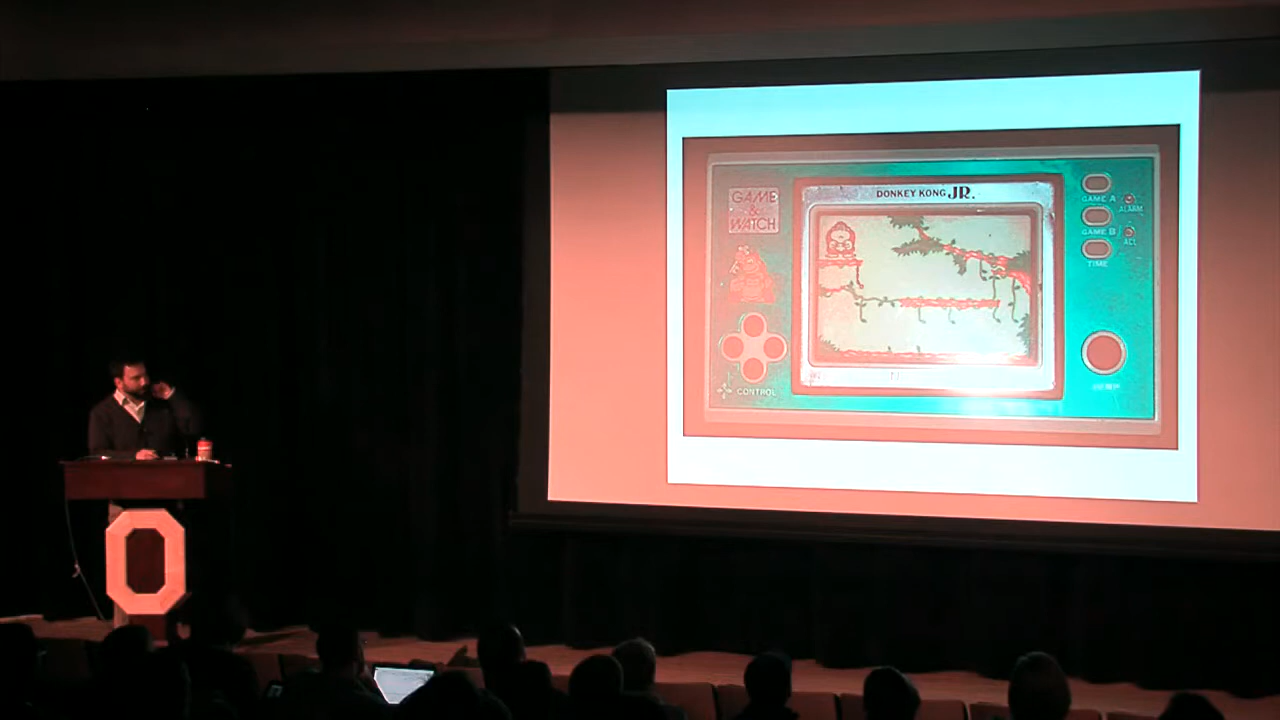 GAME
&
WATCH
DONKEY KONG JR.
GAME A
ALARM
GAME B
ACL
TIME
CONTROL
O